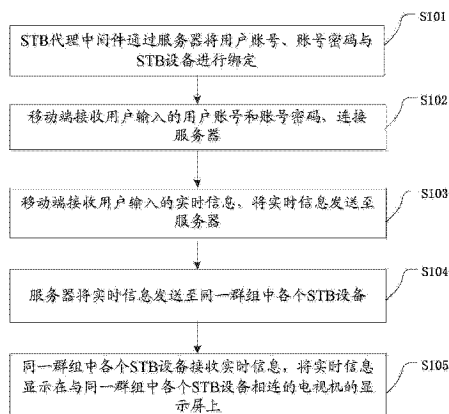 S101
STB代理中间件通过服务器将用户账号、账号密码与
STB设备进行绑定
S102
移动端接收用户输入的用户账号和账号密码、连接
服务器
S103
移动端接收用户输入的实时信息，将实时信息发送至
服务器
S104
服务器将实时信息发送至同一群组中各个STB设备
S105
同一群组中各个STB设备接收实时信息，将实时信息
显示在与同一群组中各个STB设备相连的电视机的显
示屏上